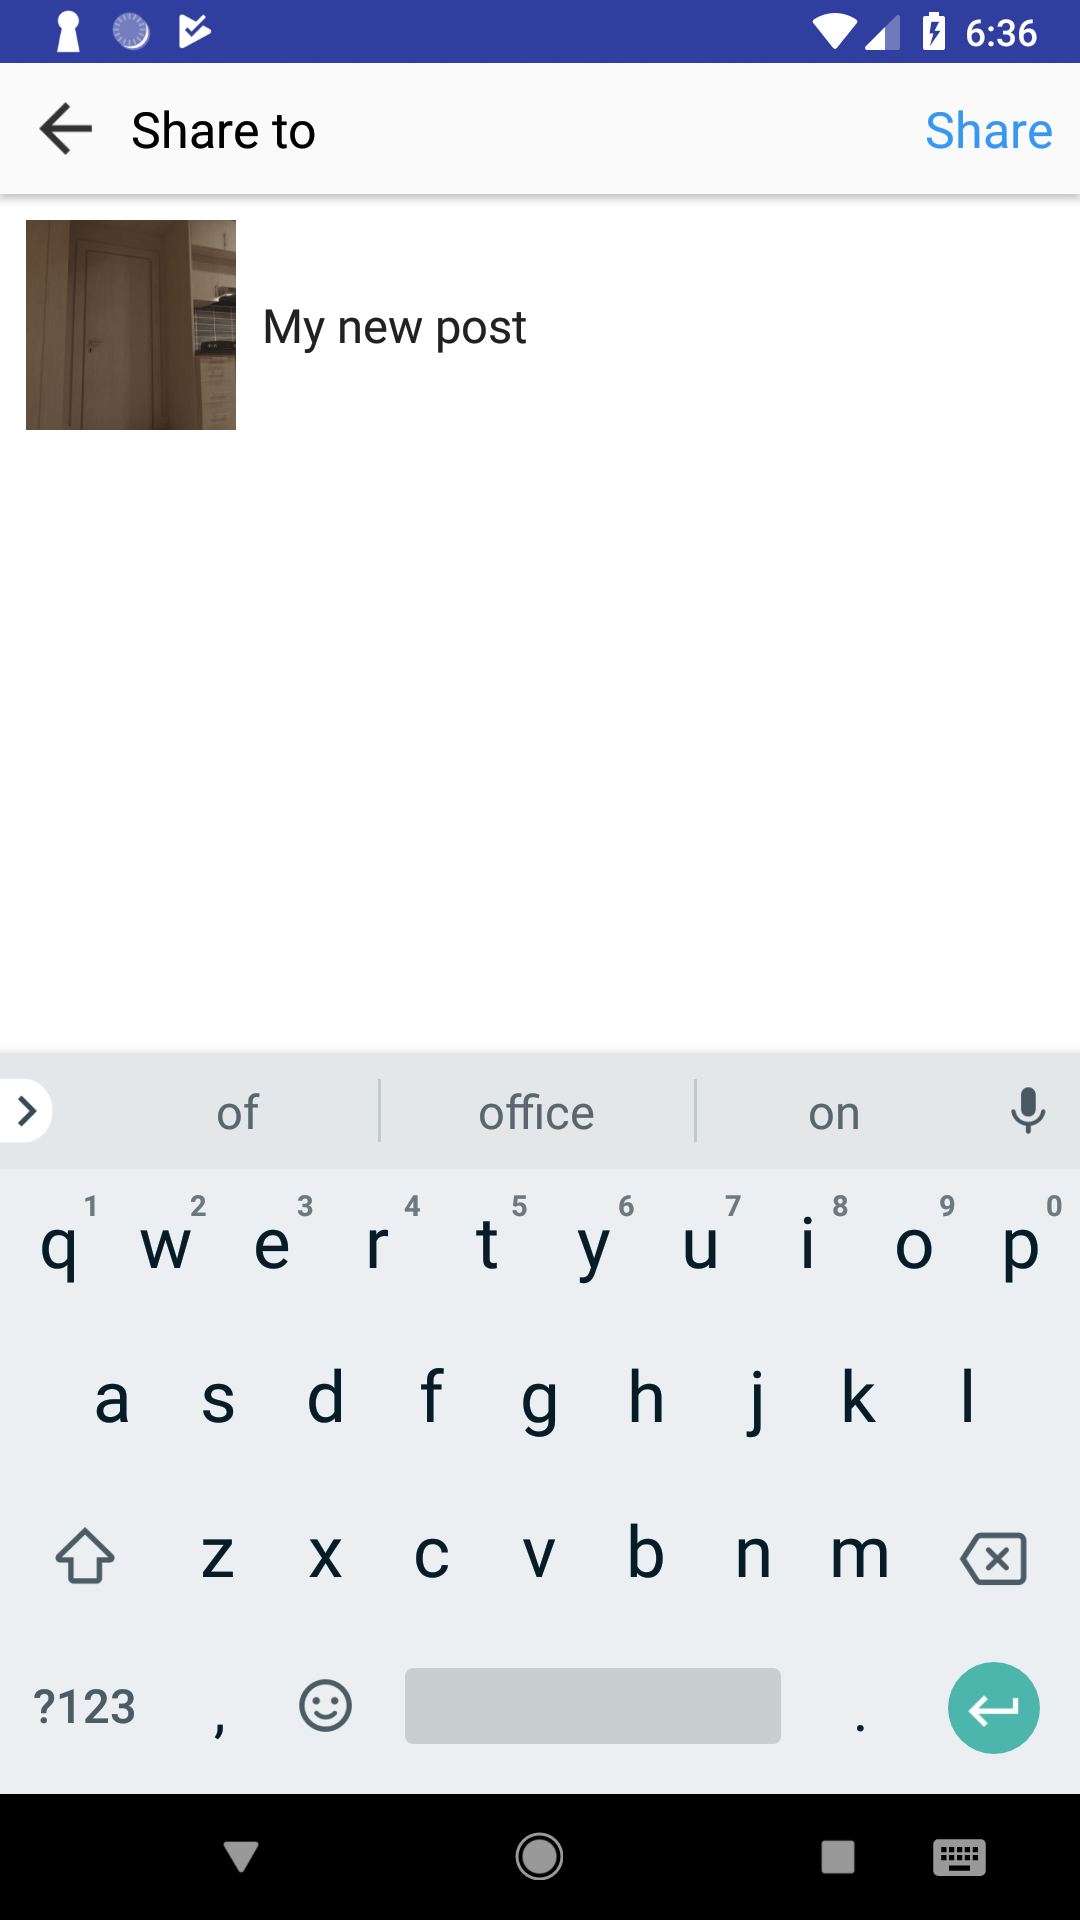 6:36
Share to Share
My new post
of office on
1 2 3 4 5 6 7 8 9 0
q w e r t y u i o p
a s d f g h j k l
z x c v b n m
?123 , .